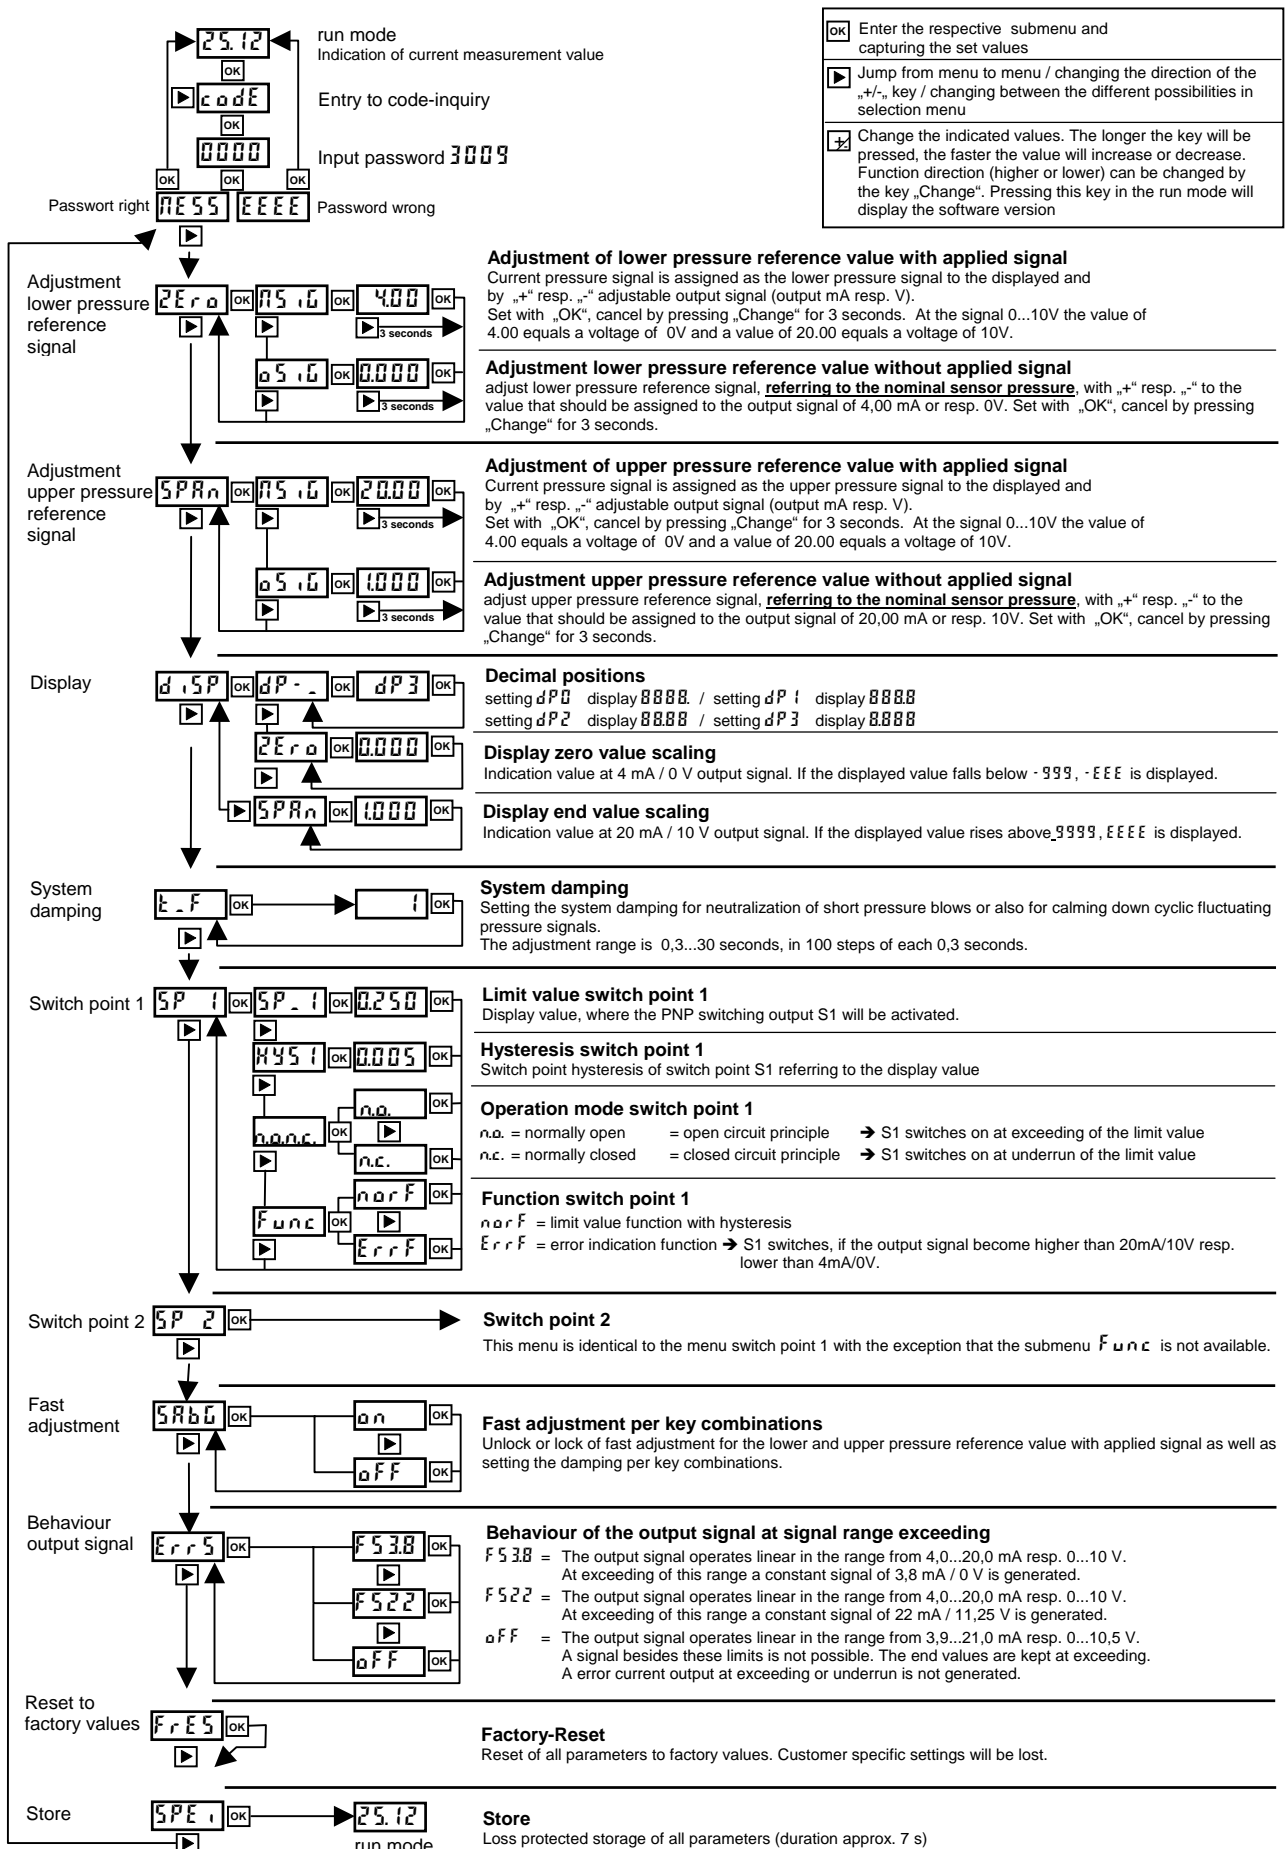 25.12
run mode
Indication of current measurement value
OK
codE
Entry to code-inquiry
OK
0000
Input password 3009
OK OK OK
Passwort right MESS EEEE Password wrong
OK Enter the respective submenu and
capturing the set values
Jump from menu to menu / changing the direction of the
„+/-„ key / changing between the different possibilities in
selection menu
+/- Change the indicated values. The longer the key will be
pressed, the faster the value will increase or decrease.
Function direction (higher or lower) can be changed by
the key „Change“. Pressing this key in the run mode will
display the software version
Adjustment
lower pressure
reference
signal
ZEro OK MSiG OK 4.00 OK
3 seconds
oSiG OK 0.000 OK
3 seconds
Adjustment of lower pressure reference value with applied signal
Current pressure signal is assigned as the lower pressure signal to the displayed and
by „+“ resp. „-“ adjustable output signal (output mA resp. V).
Set with „OK“, cancel by pressing „Change“ for 3 seconds. At the signal 0...10V the value of
4.00 equals a voltage of 0V and a value of 20.00 equals a voltage of 10V.
Adjustment lower pressure reference value without applied signal
adjust lower pressure reference signal, referring to the nominal sensor pressure, with „+“ resp. „-“ to the
value that should be assigned to the output signal of 4,00 mA or resp. 0V. Set with „OK“, cancel by pressing
„Change“ for 3 seconds.
Adjustment
upper pressure
reference
signal
SPAn OK MSiG OK 20.00 OK
3 seconds
oSiG OK 1.000 OK
3 seconds
Adjustment of upper pressure reference value with applied signal
Current pressure signal is assigned as the upper pressure signal to the displayed and
by „+“ resp. „-“ adjustable output signal (output mA resp. V).
Set with „OK“, cancel by pressing „Change“ for 3 seconds. At the signal 0...10V the value of
4.00 equals a voltage of 0V and a value of 20.00 equals a voltage of 10V.
Adjustment upper pressure reference value without applied signal
adjust upper pressure reference signal, referring to the nominal sensor pressure, with „+“ resp. „-“ to the
value that should be assigned to the output signal of 20,00 mA or resp. 10V. Set with „OK“, cancel by pressing
„Change“ for 3 seconds.
Display
diSP OK dP-_ OK dP3 OK
ZEro OK 0.000 OK
SPAn OK 1.000 OK
Decimal positions
setting dP0 display 8888. / setting dP1 display 888.8
setting dP2 display 88.88 / setting dP3 display 8.888
Display zero value scaling
Indication value at 4 mA / 0 V output signal. If the displayed value falls below -999, -EEE is displayed.
Display end value scaling
Indication value at 20 mA / 10 V output signal. If the displayed value rises above 9999, EEEE is displayed.
System
damping
t_F OK 1 OK
System damping
Setting the system damping for neutralization of short pressure blows or also for calming down cyclic fluctuating
pressure signals.
The adjustment range is 0,3...30 seconds, in 100 steps of each 0,3 seconds.
Switch point 1
SP 1 OK SP_1 OK 0.250 OK
HYS1 OK 0.005 OK
n.o.n.c. OK n.o. OK
n.c. OK
Func OK norF OK
ErrF OK
Limit value switch point 1
Display value, where the PNP switching output S1 will be activated.
Hysteresis switch point 1
Switch point hysteresis of switch point S1 referring to the display value
Operation mode switch point 1
n.o. = normally open = open circuit principle ➔ S1 switches on at exceeding of the limit value
n.c. = normally closed = closed circuit principle ➔ S1 switches on at underrun of the limit value
Function switch point 1
norF = limit value function with hysteresis
ErrF = error indication function ➔ S1 switches, if the output signal become higher than 20mA/10V resp.
lower than 4mA/0V.
Switch point 2
SP 2 OK
Switch point 2
This menu is identical to the menu switch point 1 with the exception that the submenu Func is not available.
Fast
adjustment
SAbG OK on OK
oFF OK
Fast adjustment per key combinations
Unlock or lock of fast adjustment for the lower and upper pressure reference value with applied signal as well as
setting the damping per key combinations.
Behaviour
output signal
ErrS OK FS3.8 OK
FS22 OK
oFF OK
Behaviour of the output signal at signal range exceeding
FS3.8 = The output signal operates linear in the range from 4,0...20,0 mA resp. 0...10 V.
At exceeding of this range a constant signal of 3,8 mA / 0 V is generated.
FS22 = The output signal operates linear in the range from 4,0...20,0 mA resp. 0...10 V.
At exceeding of this range a constant signal of 22 mA / 11,25 V is generated.
oFF = The output signal operates linear in the range from 3,9...21,0 mA resp. 0...10,5 V.
A signal besides these limits is not possible. The end values are kept at exceeding.
A error current output at exceeding or underrun is not generated.
Reset to
factory values
FrES OK
Factory-Reset
Reset of all parameters to factory values. Customer specific settings will be lost.
Store
SPEi OK 25.12
run mode
Store
Loss protected storage of all parameters (duration approx. 7 s)